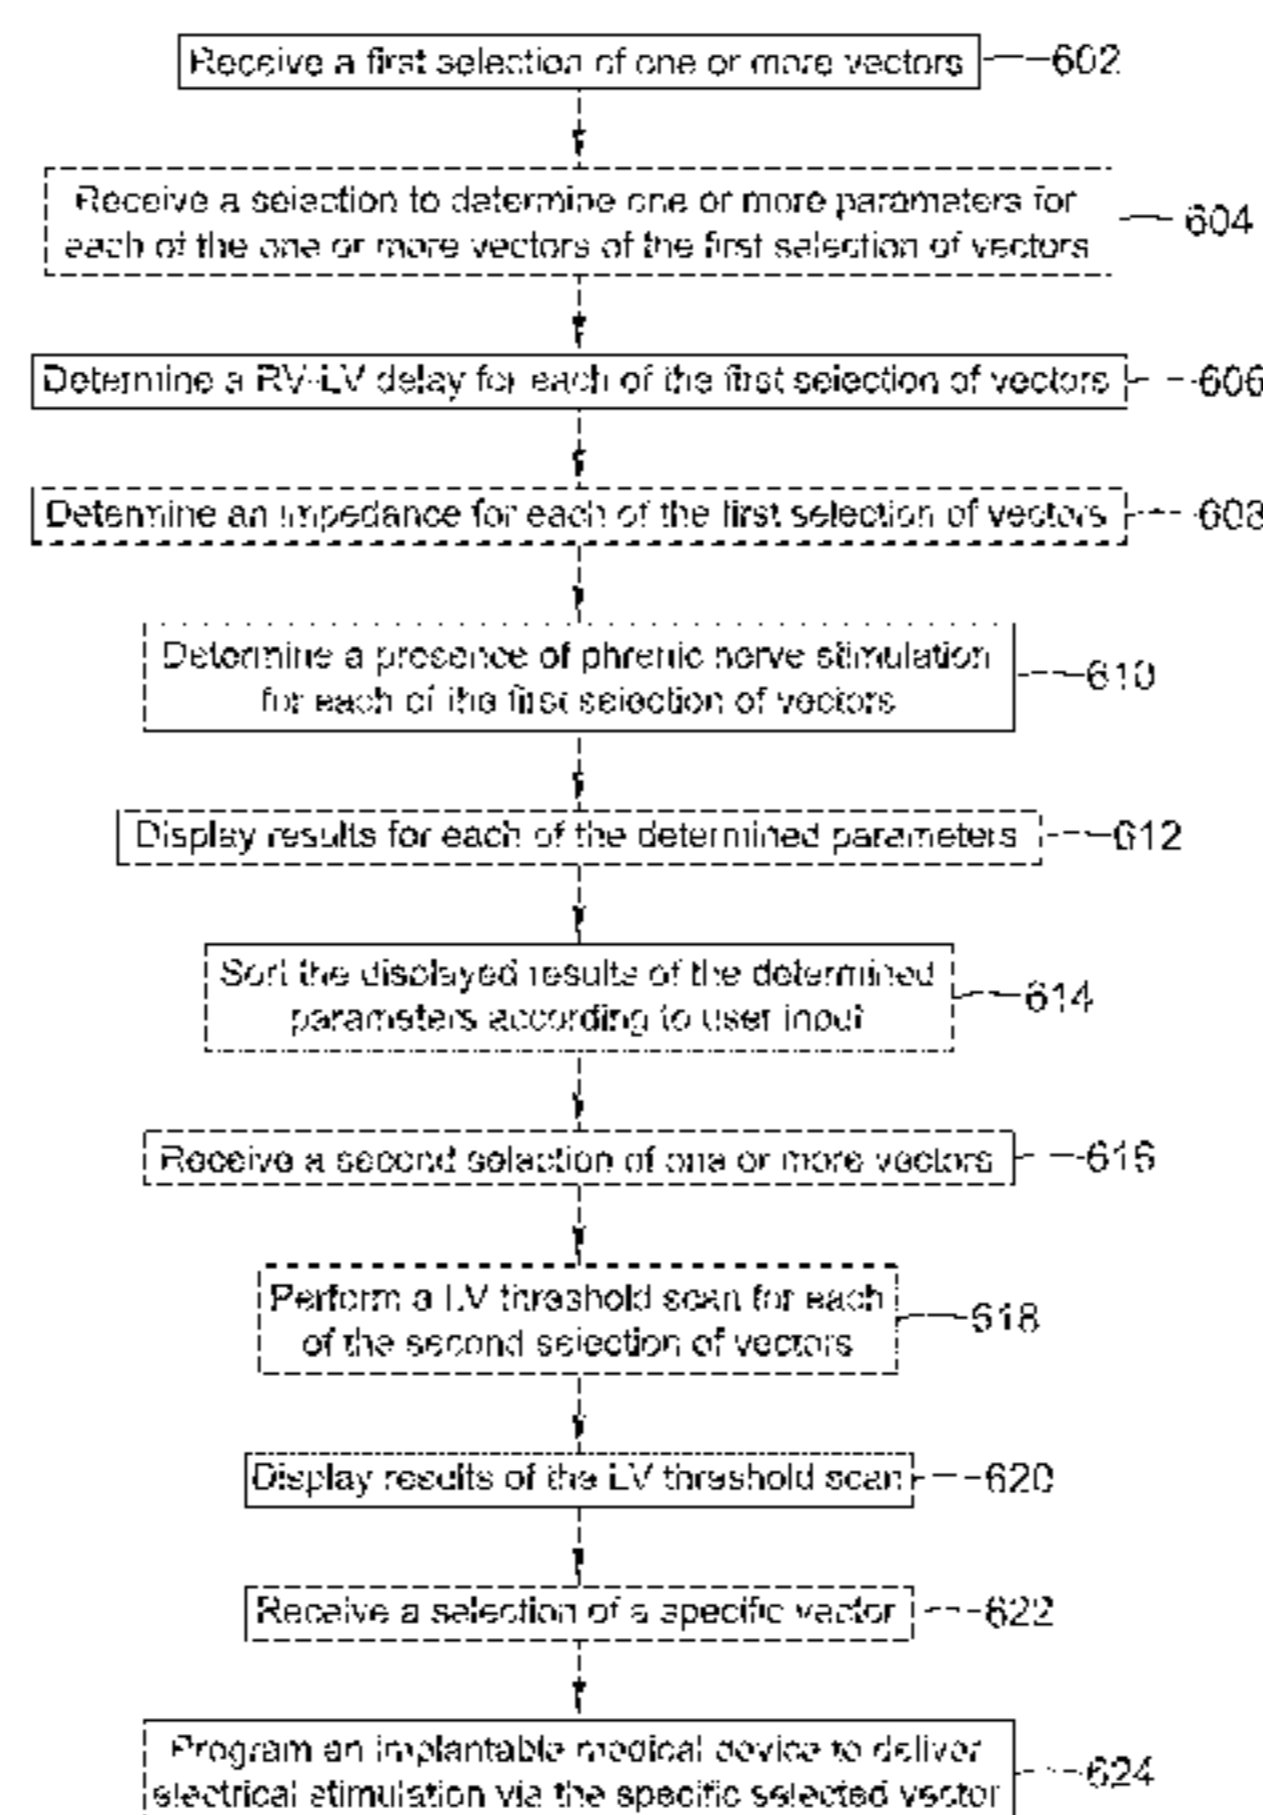 Receive a first selection of one or more vectors 602
Receive a selection to determine one or more parameters for
each of the one or more vectors of the first selection of vectors
604
Determine a RV-LV delay for each of the first selection of vectors 606
Determine an impedance for each of the first selection of vectors 608
Determine a presence of phrenic nerve stimulation
for each of the first selection of vectors
610
Display results for each of the determined parameters 612
Sort the displayed results of the determined
parameters according to user input
614
Receive a second selection of one or more vectors 616
Perform a LV threshold scan for each
of the second selection of vectors
618
Display results of the LV threshold scan 620
Receive a selection of a specific vector 622
Program an implantable medical device to deliver
electrical stimulation via the specific selected vector
624